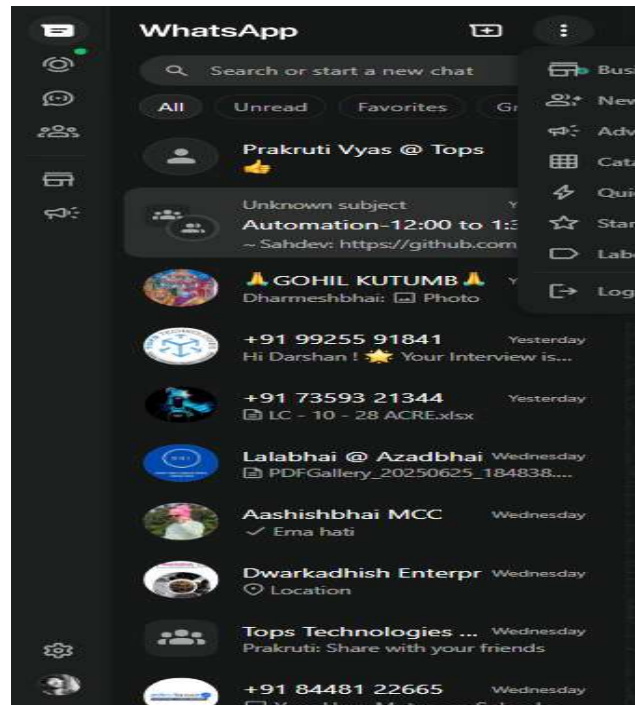 WhatsApp
Search or start a new chat
Busi
All Unread Favorites Gr
New
Adv
Prakruti Vyas @ Tops
👍
Cata
Quic
Unknown subject Y
Automation-12:00 to 1:3
~ Sahdev: https://github.com
Star
Labe
🙏 GOHIL KUTUMB 🙏 Y
Dharmeshbhai: Photo
Log
+91 99255 91841 Yesterday
Hi Darshan ! 🌟 Your Interview is...
+91 73593 21344 Yesterday
LC - 10 - 28 ACRE.xlsx
Lalabhai @ Azadbhai Wednesday
PDFGallery_20250625_184838....
Aashishbhai MCC Wednesday
Ema hati
Dwarkadhish Enterpr Wednesday
Location
Tops Technologies ... Wednesday
Prakruti: Share with your friends
+91 84481 22665 Wednesday